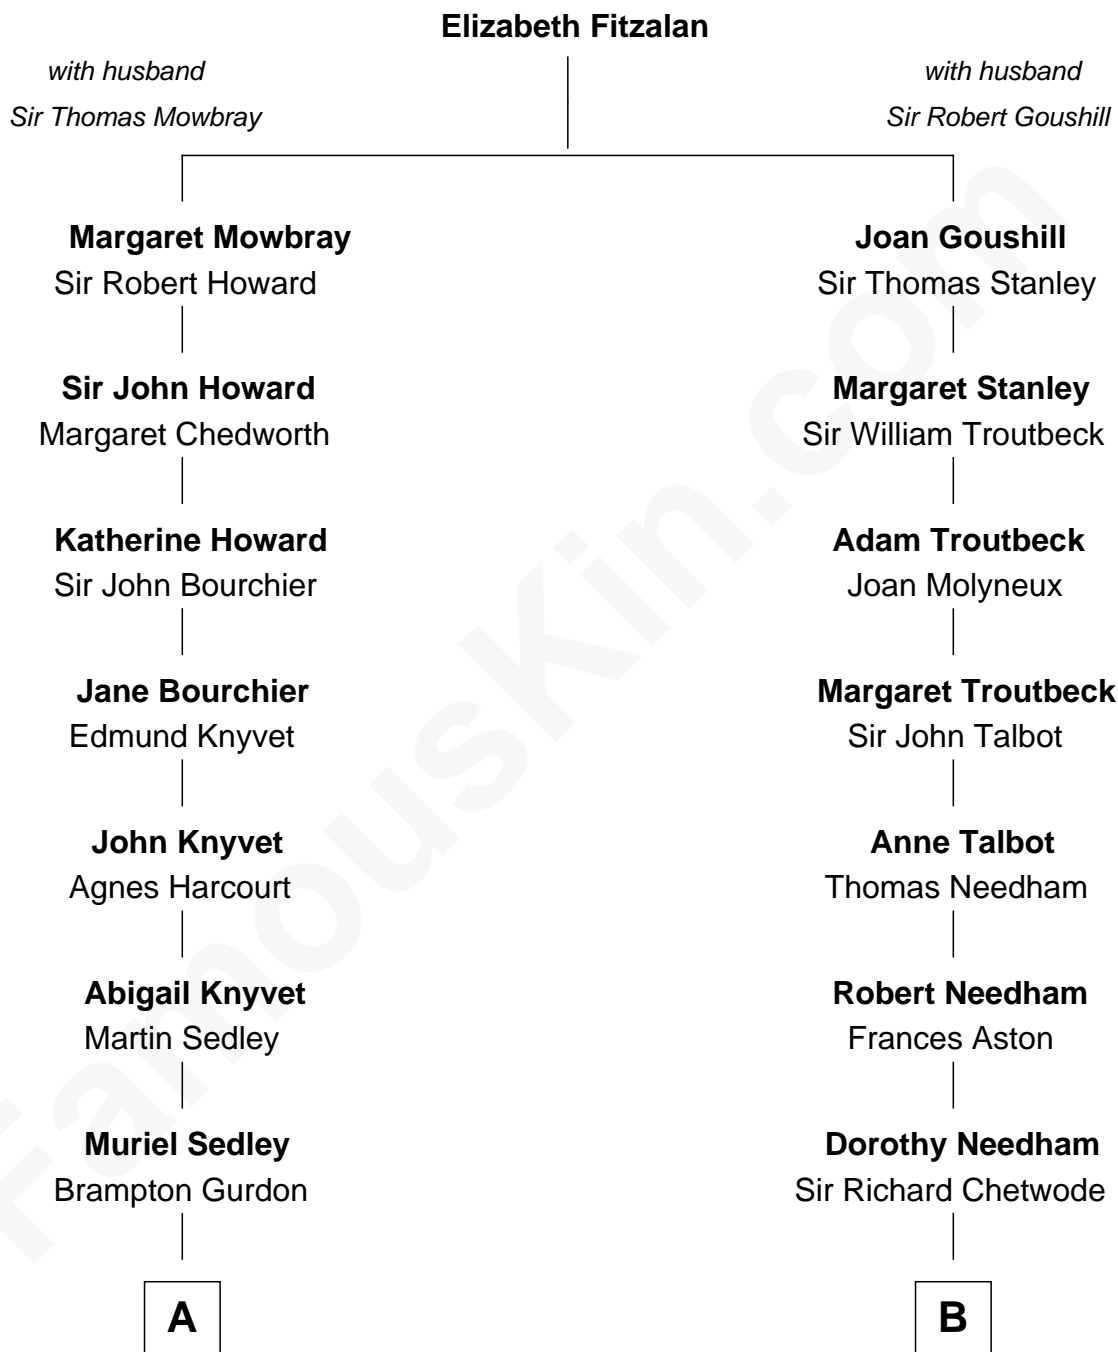 Elizabeth Fitzalan
with husband
Sir Thomas Mowbray
with husband
Sir Robert Goushill
Margaret Mowbray
Sir Robert Howard
Sir John Howard
Margaret Chedworth
Katherine Howard
Sir John Bourchier
Jane Bourchier
Edmund Knyvet
John Knyvet
Agnes Harcourt
Abigail Knyvet
Martin Sedley
Muriel Sedley
Brampton Gurdon
A
Joan Goushill
Sir Thomas Stanley
Margaret Stanley
Sir William Troutbeck
Adam Troutbeck
Joan Molyneux
Margaret Troutbeck
Sir John Talbot
Anne Talbot
Thomas Needham
Robert Needham
Frances Aston
Dorothy Needham
Sir Richard Chetwode
B
FamousKin.com